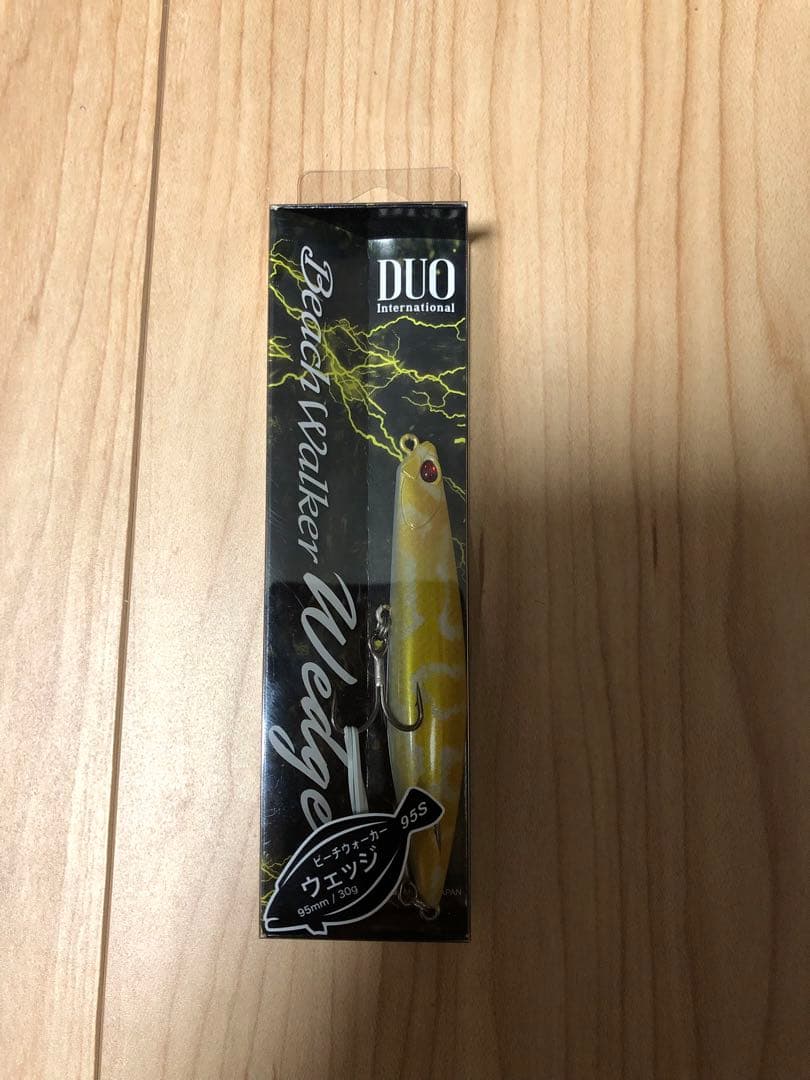 DUO
International
Beach Walker Wedge
95S
ビーチウォーカー
ウェッジ
95mm / 30g
JAPAN